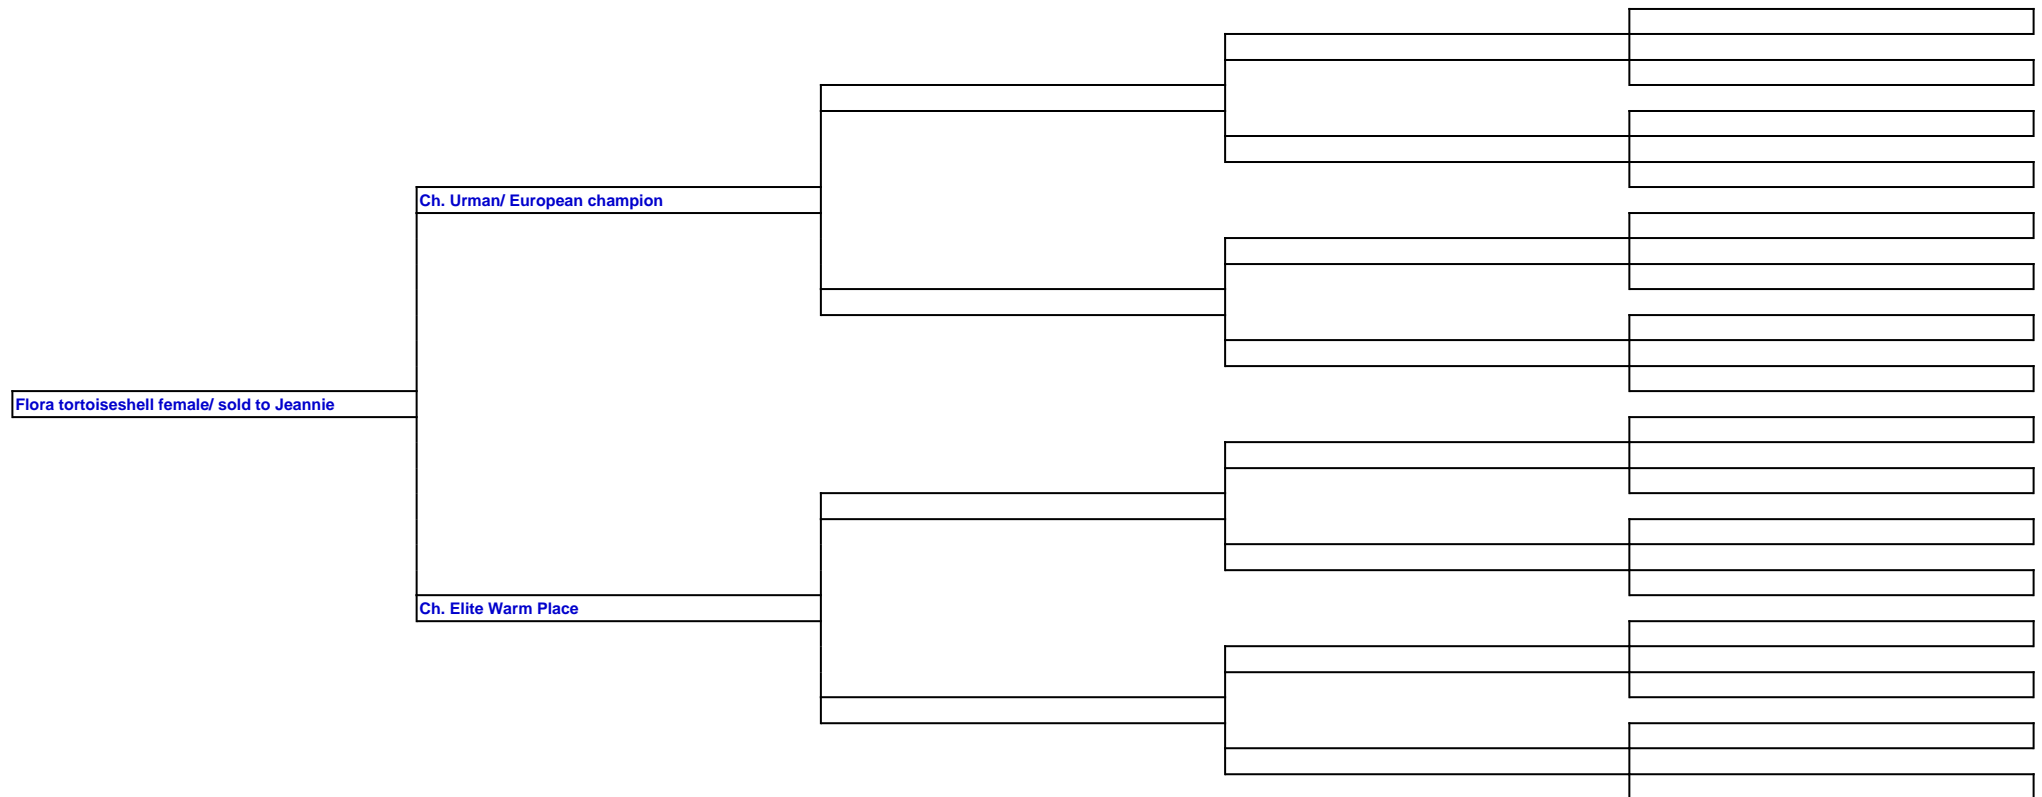 Ch. Urman/ European champion
Flora tortoiseshell female/ sold to Jeannie
Ch. Elite Warm Place